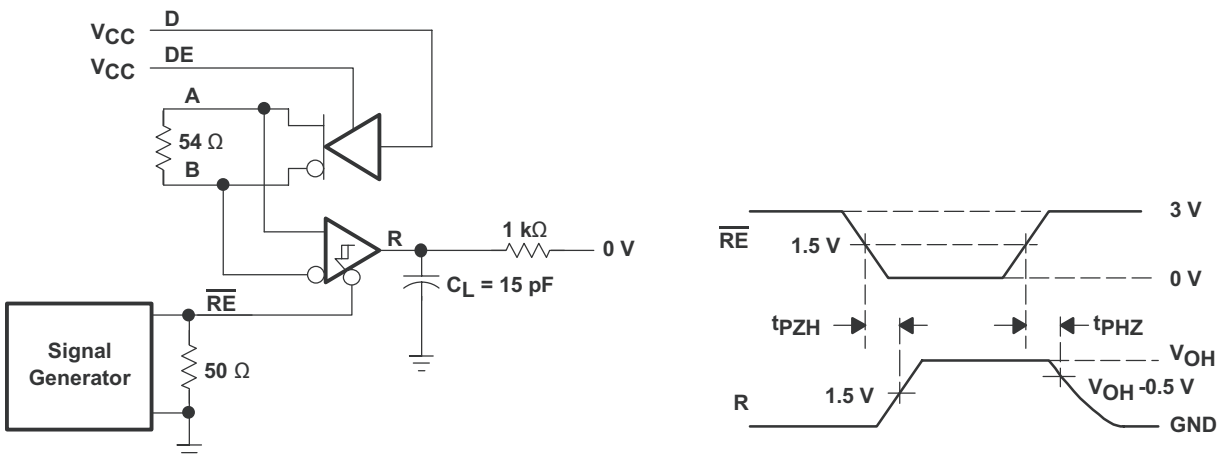 VCC D
VCC DE
A
54 Ω
B
R
1 kΩ
0 V
CL = 15 pF
RE
Signal
Generator
50 Ω
RE
3 V
1.5 V
0 V
tPZH
tPHZ
VOH
VOH -0.5 V
1.5 V
R
GND